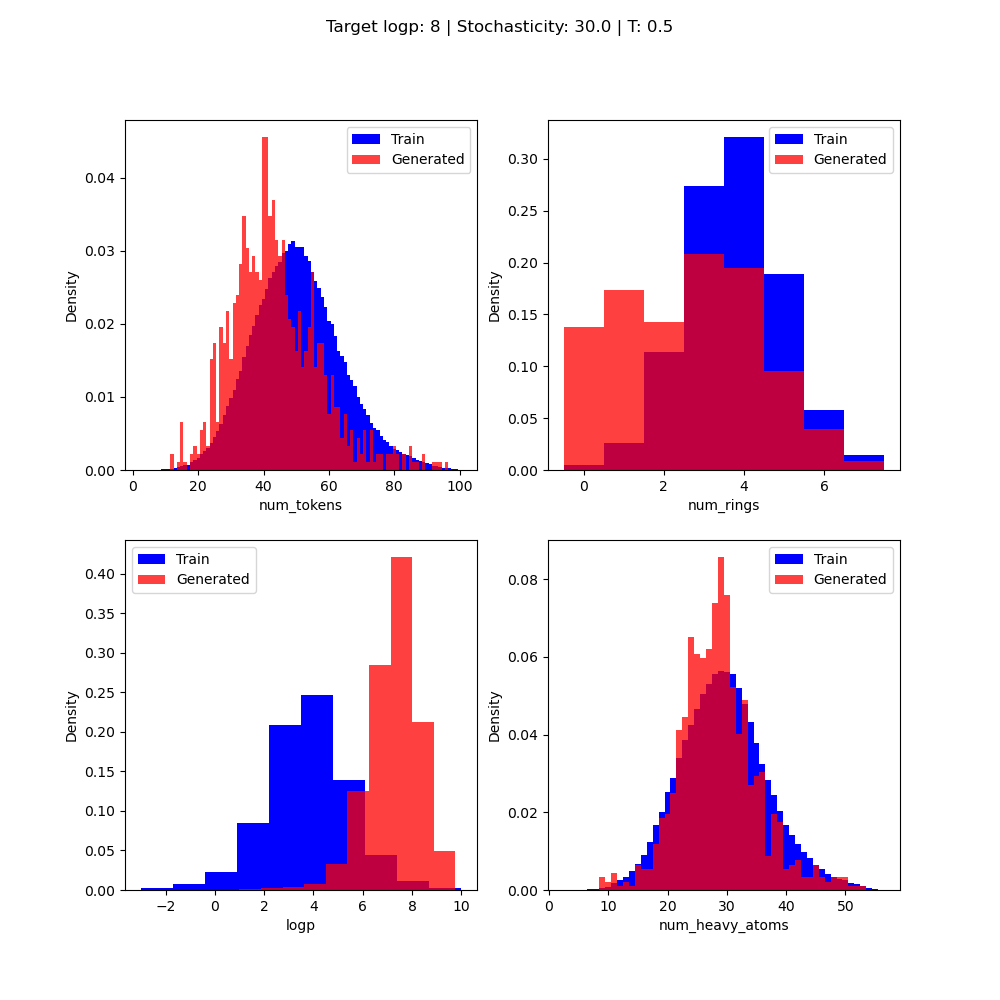 Target logp: 8 | Stochasticity: 30.0 | T: 0.5
Train
Generated
0.04
0.03
0.02
0.01
0.00
Density
0 20 40 60 80 100
num_tokens
Train
Generated
0.30
0.25
0.20
0.15
0.10
0.05
0.00
Density
0 2 4 6
num_rings
Train
Generated
0.40
0.35
0.30
0.25
0.20
0.15
0.10
0.05
0.00
Density
−2 0 2 4 6 8 10
logp
Train
Generated
0.08
0.06
0.04
0.02
0.00
Density
0 10 20 30 40 50
num_heavy_atoms